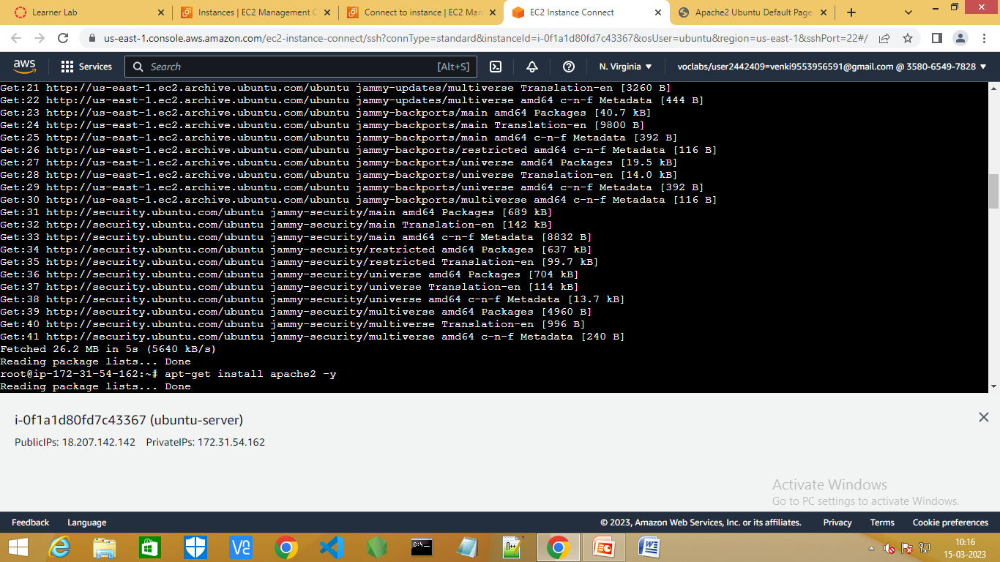 Learner Lab
Instances | EC2 Management C
Connect to instance | EC2 Man
EC2 Instance Connect
Apache2 Ubuntu Default Page:
us-east-1.console.aws.amazon.com/ec2-instance-connect/ssh?connType=standard&instanceId=i-0f1a1d80fd7c43367&osUser=ubuntu&region=us-east-1&sshPort=22#/
aws
Services
Search
[Alt+S]
N. Virginia
voclabs/user2442409=venki9553956591@gmail.com @ 3580-6549-7828
Get:21 http://us-east-1.ec2.archive.ubuntu.com/ubuntu jammy-updates/multiverse Translation-en [3260 B]
Get:22 http://us-east-1.ec2.archive.ubuntu.com/ubuntu jammy-updates/multiverse amd64 c-n-f Metadata [444 B]
Get:23 http://us-east-1.ec2.archive.ubuntu.com/ubuntu jammy-backports/main amd64 Packages [40.7 kB]
Get:24 http://us-east-1.ec2.archive.ubuntu.com/ubuntu jammy-backports/main Translation-en [9800 B]
Get:25 http://us-east-1.ec2.archive.ubuntu.com/ubuntu jammy-backports/main amd64 c-n-f Metadata [392 B]
Get:26 http://us-east-1.ec2.archive.ubuntu.com/ubuntu jammy-backports/restricted amd64 c-n-f Metadata [116 B]
Get:27 http://us-east-1.ec2.archive.ubuntu.com/ubuntu jammy-backports/universe amd64 Packages [19.5 kB]
Get:28 http://us-east-1.ec2.archive.ubuntu.com/ubuntu jammy-backports/universe Translation-en [14.0 kB]
Get:29 http://us-east-1.ec2.archive.ubuntu.com/ubuntu jammy-backports/universe amd64 c-n-f Metadata [392 B]
Get:30 http://us-east-1.ec2.archive.ubuntu.com/ubuntu jammy-backports/multiverse amd64 c-n-f Metadata [116 B]
Get:31 http://security.ubuntu.com/ubuntu jammy-security/main amd64 Packages [689 kB]
Get:32 http://security.ubuntu.com/ubuntu jammy-security/main Translation-en [142 kB]
Get:33 http://security.ubuntu.com/ubuntu jammy-security/main amd64 c-n-f Metadata [8832 B]
Get:34 http://security.ubuntu.com/ubuntu jammy-security/restricted amd64 Packages [637 kB]
Get:35 http://security.ubuntu.com/ubuntu jammy-security/restricted Translation-en [99.7 kB]
Get:36 http://security.ubuntu.com/ubuntu jammy-security/universe amd64 Packages [704 kB]
Get:37 http://security.ubuntu.com/ubuntu jammy-security/universe Translation-en [114 kB]
Get:38 http://security.ubuntu.com/ubuntu jammy-security/universe amd64 c-n-f Metadata [13.7 kB]
Get:39 http://security.ubuntu.com/ubuntu jammy-security/multiverse amd64 Packages [4960 B]
Get:40 http://security.ubuntu.com/ubuntu jammy-security/multiverse Translation-en [996 B]
Get:41 http://security.ubuntu.com/ubuntu jammy-security/multiverse amd64 c-n-f Metadata [240 B]
Fetched 26.2 MB in 5s (5640 kB/s)
Reading package lists... Done
root@ip-172-31-54-162:~# apt-get install apache2 -y
Reading package lists... Done
i-0f1a1d80fd7c43367 (ubuntu-server)
PublicIPs: 18.207.142.142 PrivateIPs: 172.31.54.162
Activate Windows
Go to PC settings to activate Windows.
Feedback
Language
© 2023, Amazon Web Services, Inc. or its affiliates.
Privacy
Terms
Cookie preferences
10:16
15-03-2023